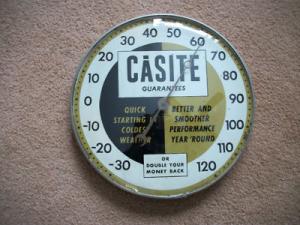 CASITE
GUARANTEES
QUICK
STARTING IN
COLDEST
WEATHER
BETTER AND
SMOOTHER
PERFORMANCE
YEAR 'ROUND
OR
DOUBLE YOUR
MONEY BACK
-30
-20
-10
0
10
20
30
40
50
60
70
80
90
100
110
120